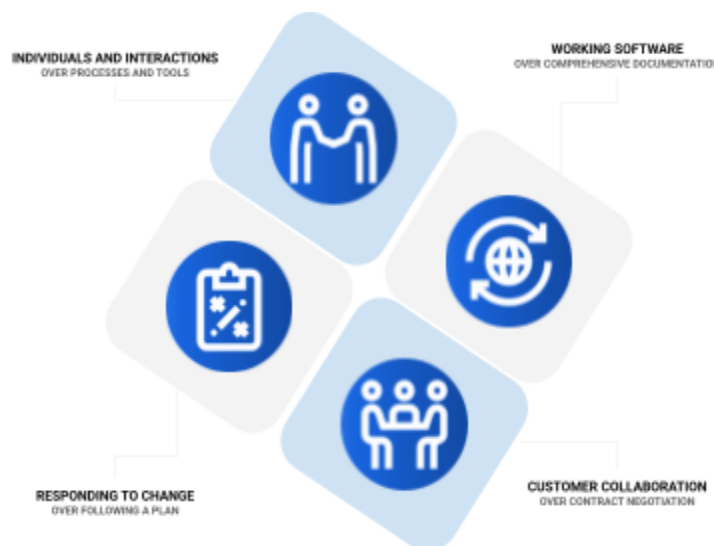 INDIVIDUALS AND INTERACTIONS
OVER PROCESSES AND TOOLS
WORKING SOFTWARE
OVER COMPREHENSIVE DOCUMENTATIO
RESPONDING TO CHANGE
OVER FOLLOWING A PLAN
CUSTOMER COLLABORATION
OVER CONTRACT NEGOTIATION